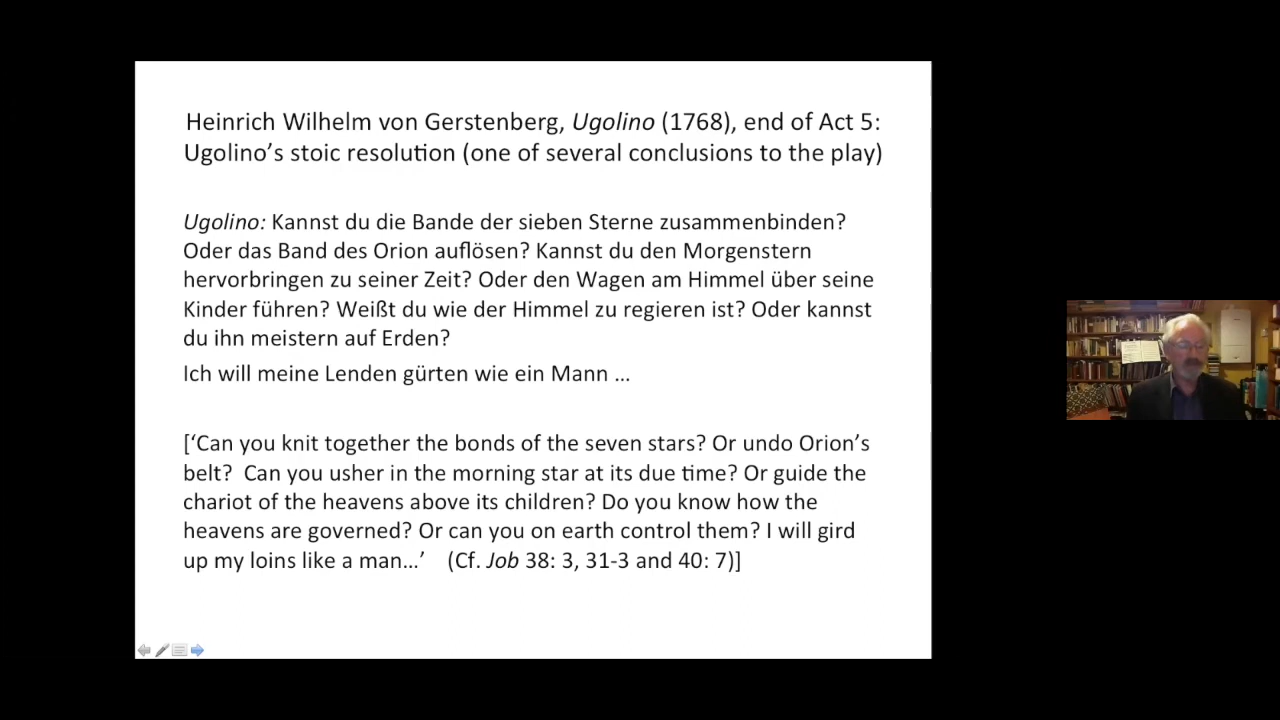 Heinrich Wilhelm von Gerstenberg, Ugolino (1768), end of Act 5:
Ugolino's stoic resolution (one of several conclusions to the play)
Ugolino: Kannst du die Bande der sieben Sterne zusammenbinden?
Oder das Band des Orion auflösen? Kannst du den Morgenstern
hervorbringen zu seiner Zeit? Oder den Wagen am Himmel über seine
Kinder führen? Weißt du wie der Himmel zu regieren ist? Oder kannst
du ihn meistern auf Erden?
Ich will meine Lenden gürten wie ein Mann ...
[‘Can you knit together the bonds of the seven stars? Or undo Orion’s
belt?  Can you usher in the morning star at its due time? Or guide the
chariot of the heavens above its children? Do you know how the
heavens are governed? Or can you on earth control them? I will gird
up my loins like a man...’   (Cf. Job 38: 3, 31-3 and 40: 7)]